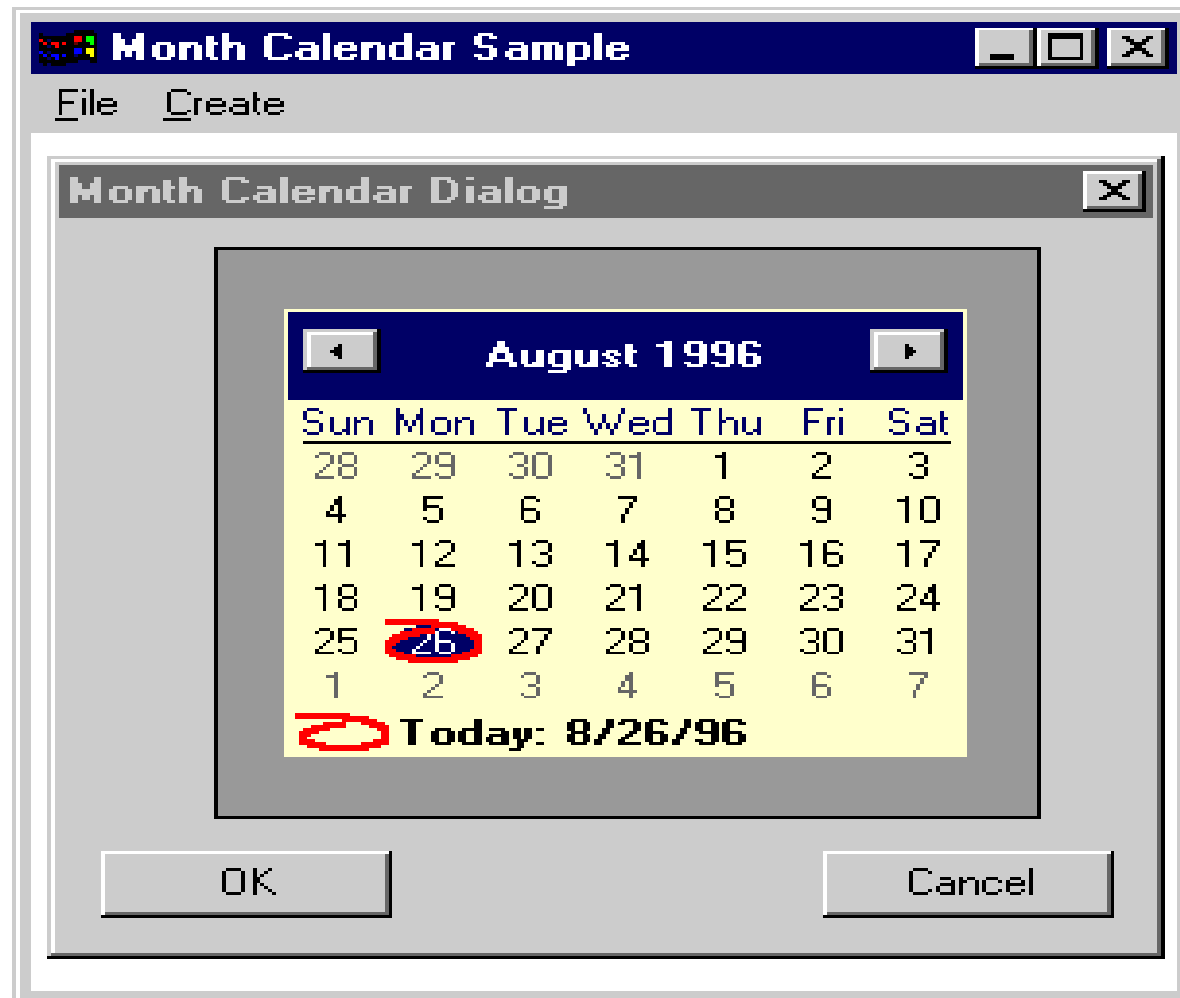 Month Calendar Sample
File Create
Month Calendar Dialog
August 1996
Sun Mon Tue Wed Thu Fri Sat
28 29 30 31 1 2 3
4 5 6 7 8 9 10
11 12 13 14 15 16 17
18 19 20 21 22 23 24
25 26 27 28 29 30 31
1 2 3 4 5 6 7
Today: 8/26/96
OK Cancel